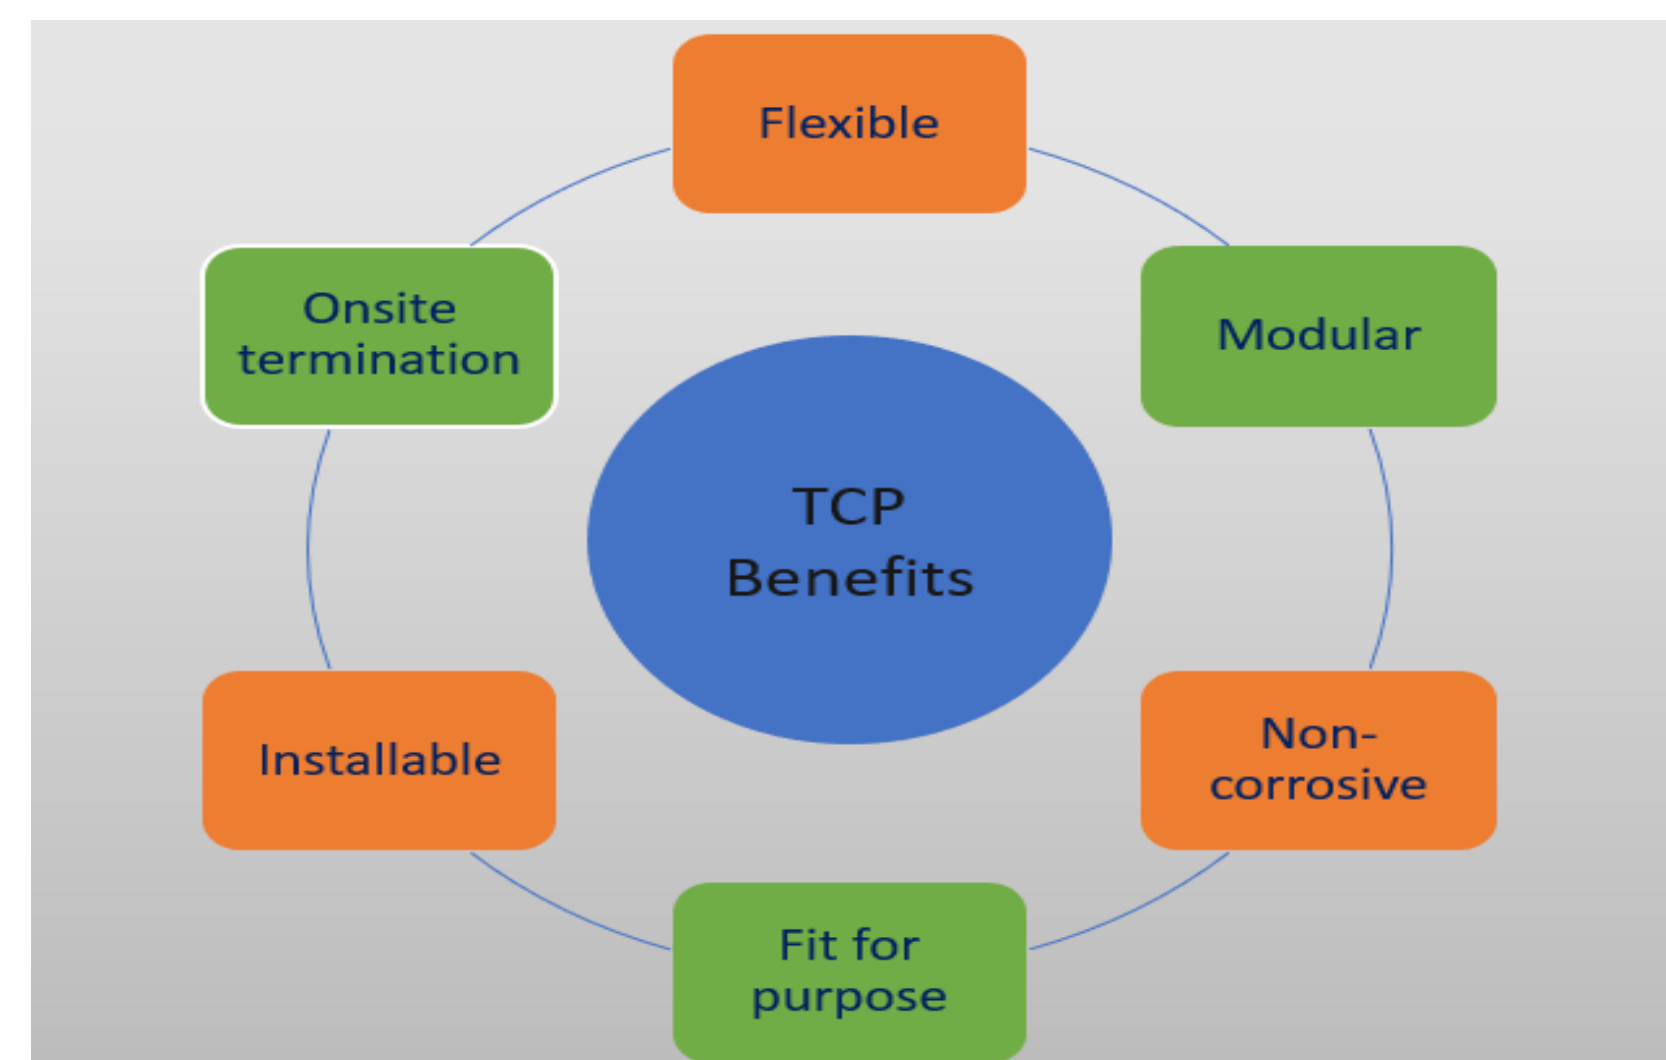 Flexible
Onsite
termination
Modular
TCP
Benefits
Installable
Non-
corrosive
Fit for
purpose